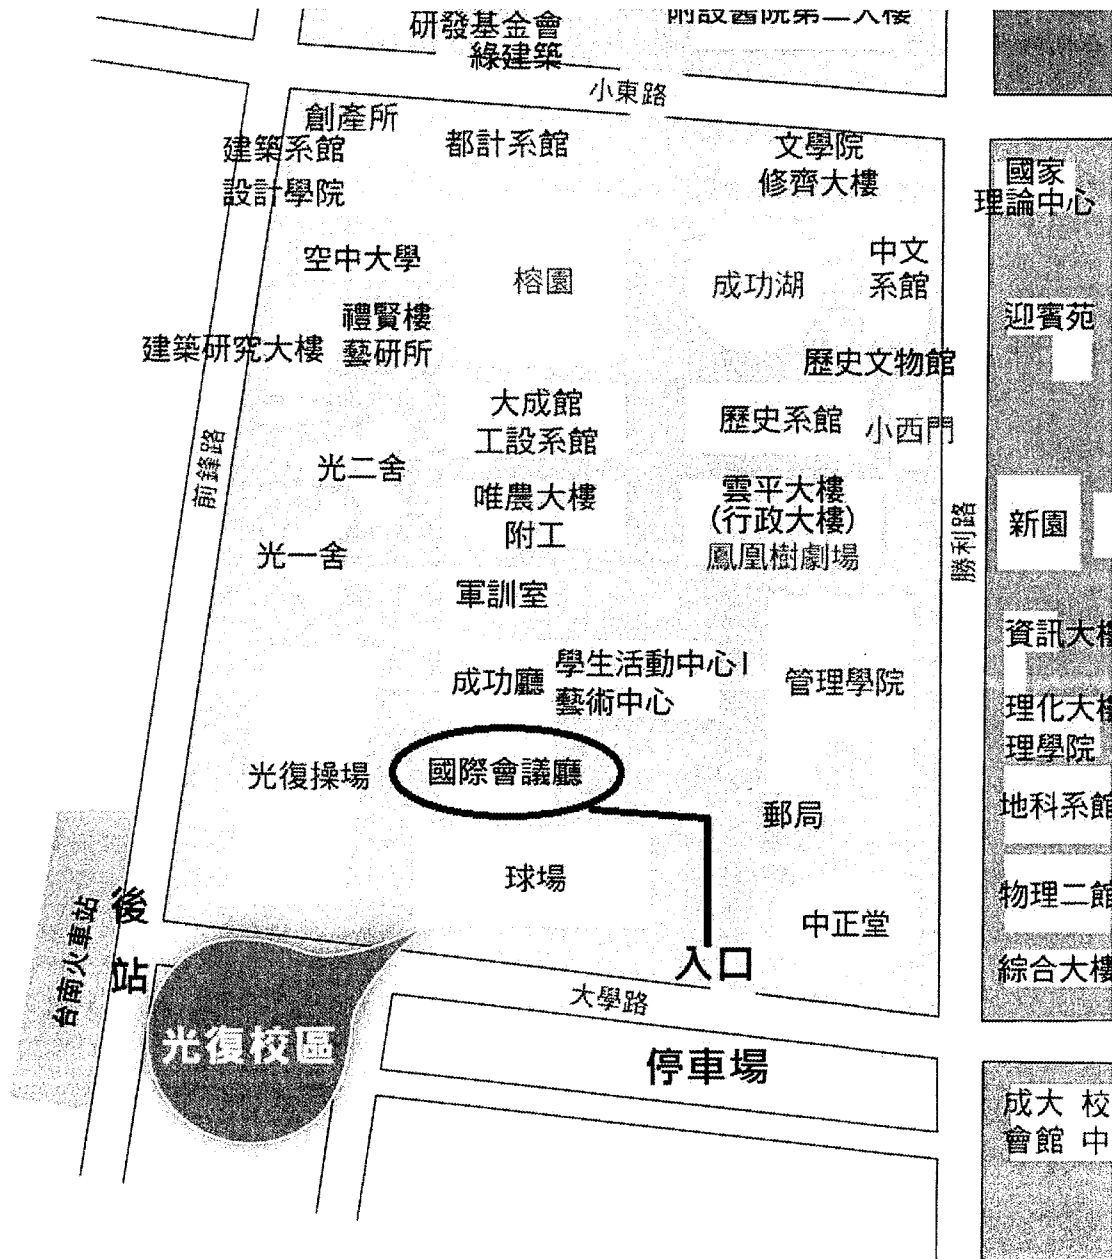 研發基金會
綠建築
附設醫院第二大樓
小東路
創產所
建築系館
設計學院
都計系館
文學院
修齊大樓
國家
理論中心
空中大學
榕園
成功湖
中文
系館
禮賢樓
藝研所
建築研究大樓
迎賓苑
歷史文物館
大成館
工設系館
歷史系館
小西門
前鋒路
光二舍
唯農大樓
附工
雲平大樓
(行政大樓)
鳳凰樹劇場
勝利路
新園
光一舍
軍訓室
資訊大樓
成功廳
學生活動中心I
藝術中心
管理學院
理化大樓
理學院
光復操場
國際會議廳
郵局
地科系館
球場
物理二館
後
站
台南火車站
中正堂
入口
綜合大樓
大學路
光復校區
停車場
成大 校
會館 中